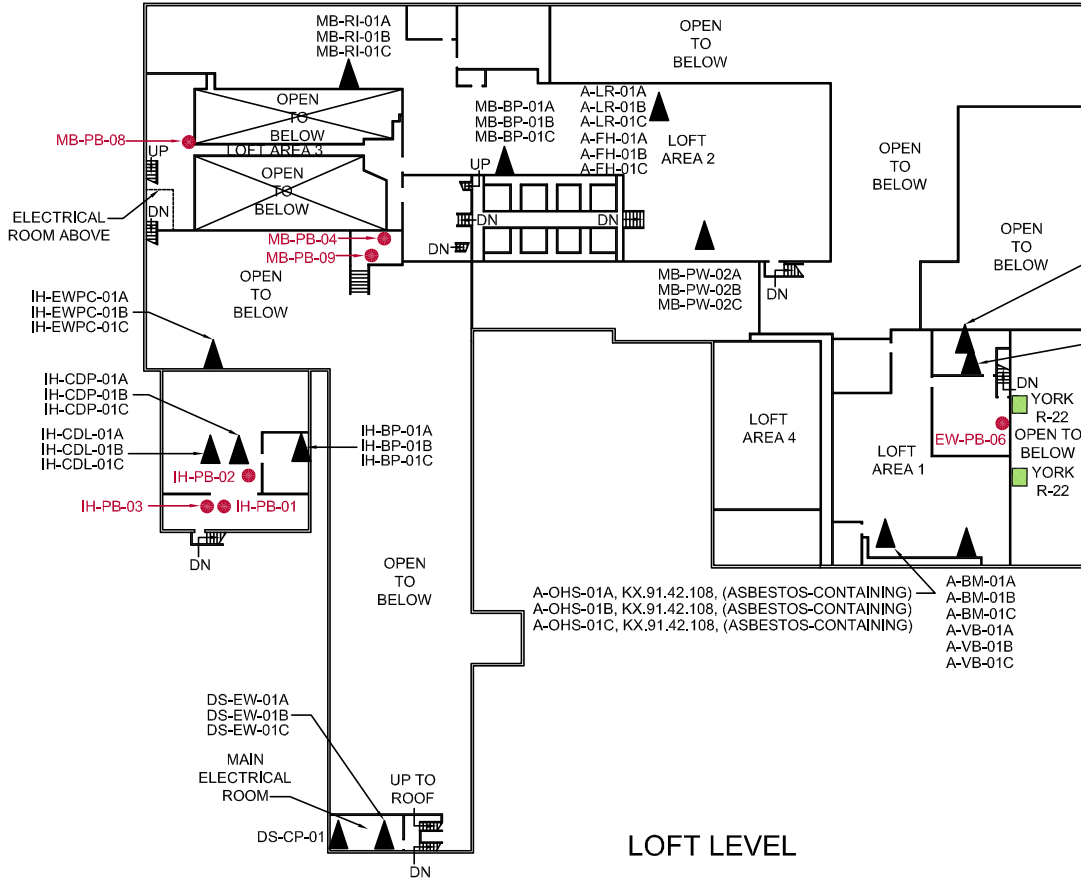 MB-RI-01A
MB-RI-01B
MB-RI-01C
OPEN
TO
BELOW
MB-PB-08
OPEN
TO
BELOW
LOFT AREA 3
OPEN
TO
BELOW
UP
DN
ELECTRICAL
ROOM ABOVE
MB-BP-01A
MB-BP-01B
MB-BP-01C
A-LR-01A
A-LR-01B
A-LR-01C
A-FH-01A
A-FH-01B
A-FH-01C
LOFT
AREA 2
OPEN
TO
BELOW
UP
DN
DN
DN
MB-PB-04
MB-PB-09
OPEN
TO
BELOW
OPEN
TO
BELOW
MB-PW-02A
MB-PW-02B
MB-PW-02C
DN
IH-EWPC-01A
IH-EWPC-01B
IH-EWPC-01C
IH-CDP-01A
IH-CDP-01B
IH-CDP-01C
IH-CDL-01A
IH-CDL-01B
IH-CDL-01C
IH-BP-01A
IH-BP-01B
IH-BP-01C
IH-PB-02
IH-PB-03
IH-PB-01
DN
LOFT
AREA 4
LOFT
AREA 1
DN
YORK
R-22
EW-PB-06
OPEN TO
BELOW
YORK
R-22
OPEN
TO
BELOW
A-OHS-01A, KX.91.42.108, (ASBESTOS-CONTAINING)
A-OHS-01B, KX.91.42.108, (ASBESTOS-CONTAINING)
A-OHS-01C, KX.91.42.108, (ASBESTOS-CONTAINING)
A-BM-01A
A-BM-01B
A-BM-01C
A-VB-01A
A-VB-01B
A-VB-01C
DS-EW-01A
DS-EW-01B
DS-EW-01C
MAIN
ELECTRICAL
ROOM
UP TO
ROOF
DS-CP-01
DN
LOFT LEVEL